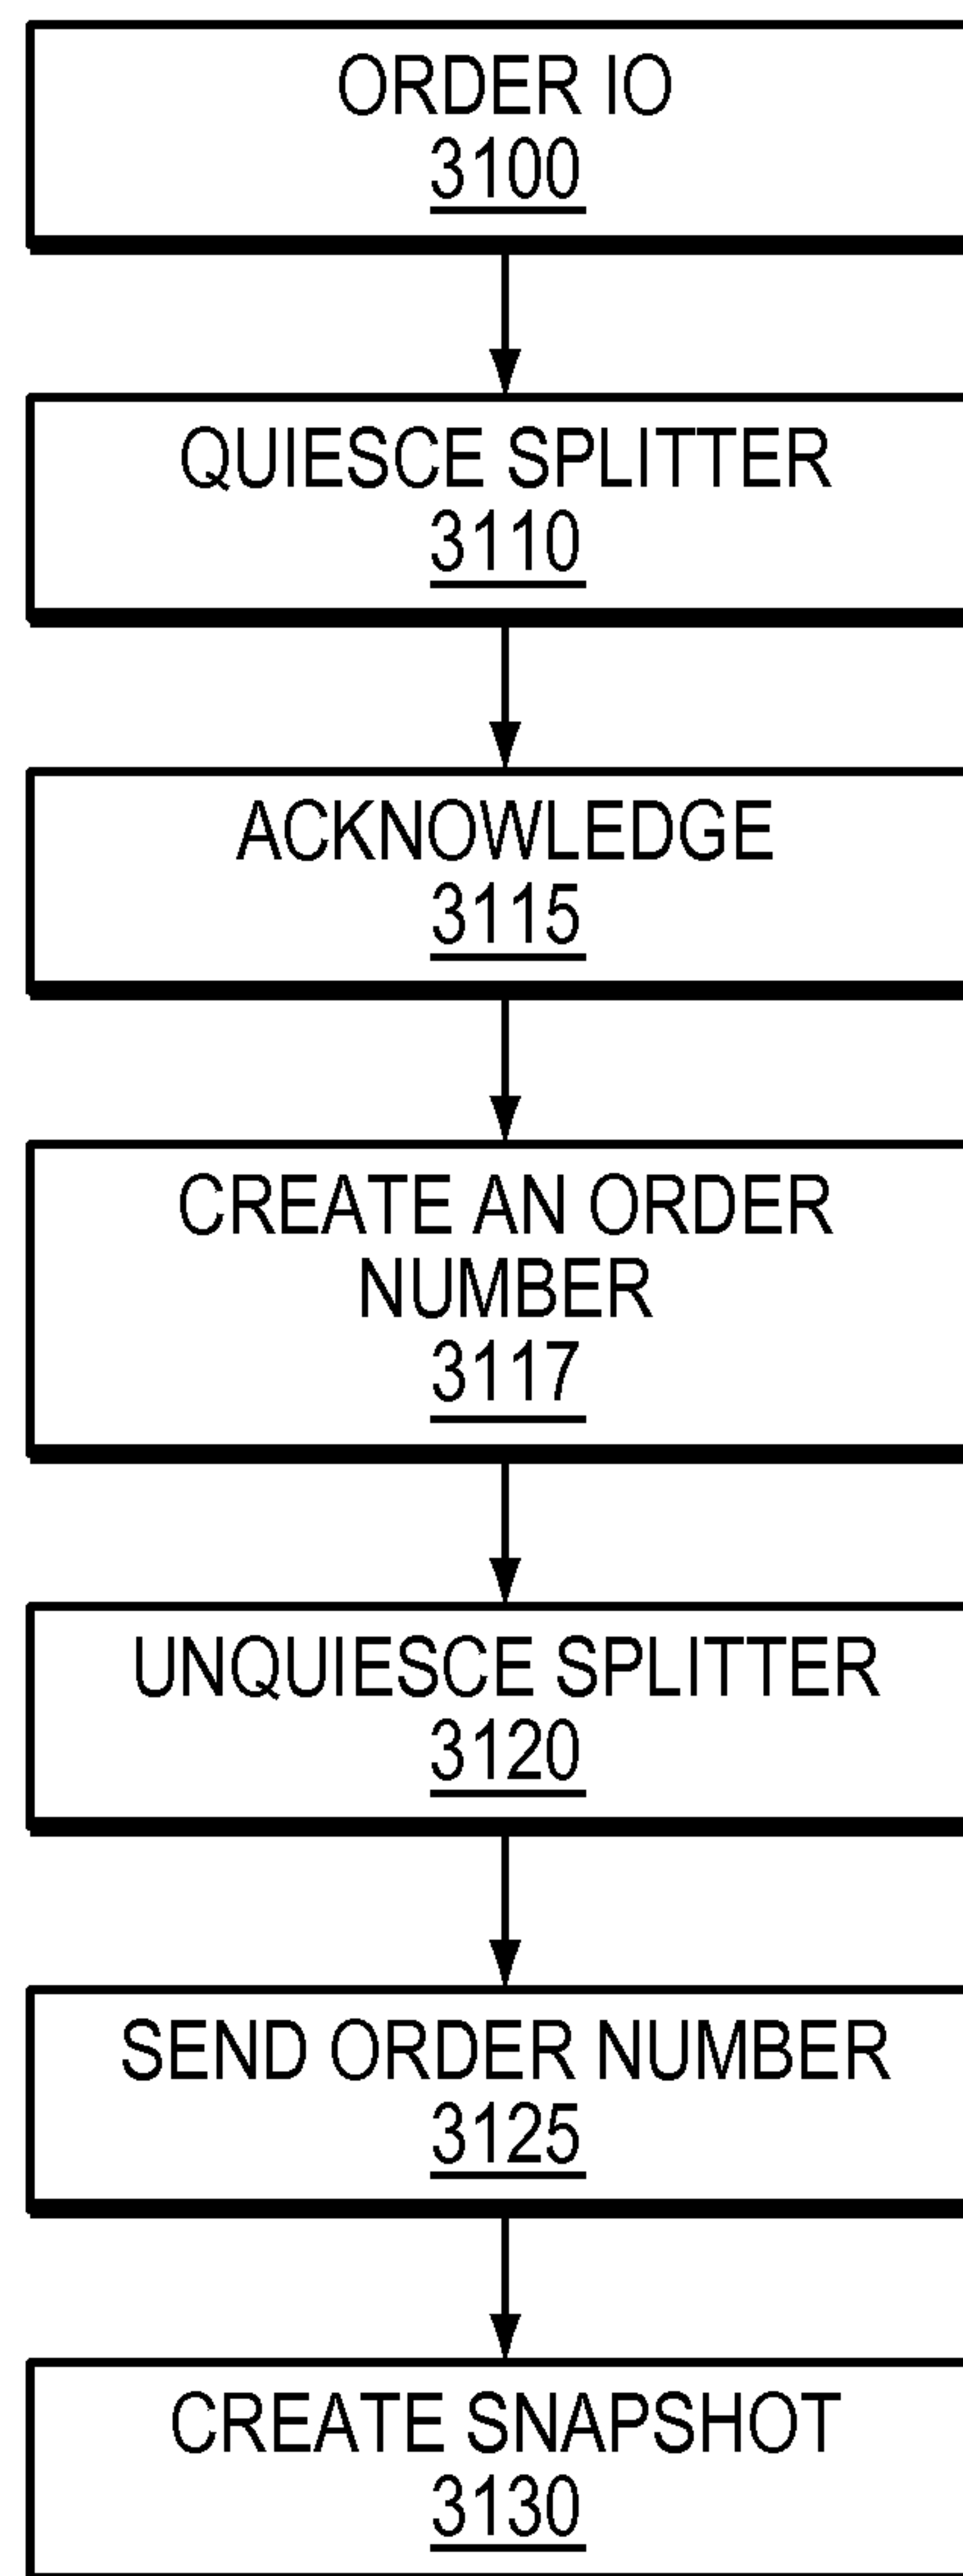 ORDER IO
3100
QUIESCE SPLITTER
3110
ACKNOWLEDGE
3115
CREATE AN ORDER
NUMBER
3117
UNQUIESCE SPLITTER
3120
SEND ORDER NUMBER
3125
CREATE SNAPSHOT
3130